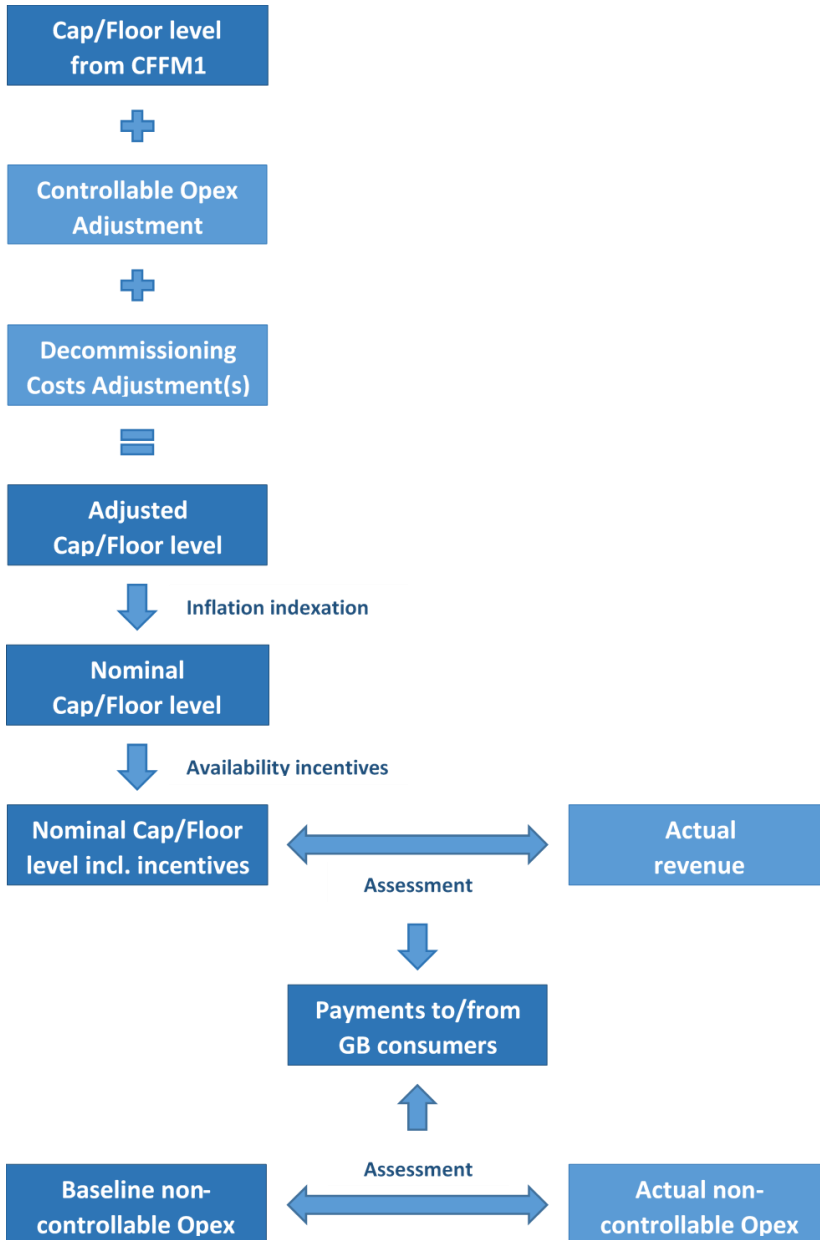 Cap/Floor level
from CFFM1
Controllable Opex
Adjustment
Decommissioning
Costs Adjustment(s)
Adjusted
Cap/Floor level
Inflation indexation
Nominal
Cap/Floor level
Availability incentives
Nominal Cap/Floor
level incl. incentives
Actual
revenue
Assessment
Payments to/from
GB consumers
Assessment
Baseline non-
controllable Opex
Actual non-
controllable Opex